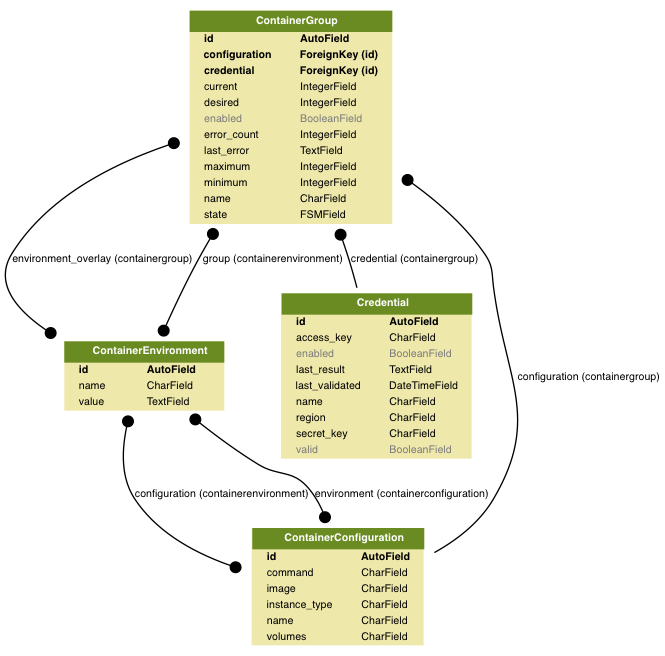 ContainerGroup
id AutoField
configuration ForeignKey (id)
credential ForeignKey (id)
current IntegerField
desired IntegerField
enabled BooleanField
error_count IntegerField
last_error TextField
maximum IntegerField
minimum IntegerField
name CharField
state FSMField
environment_overlay (containergroup)
group (containerenvironment)
credential (containergroup)
Credential
id AutoField
access_key CharField
enabled BooleanField
last_result TextField
last_validated DateTimeField
name CharField
region CharField
secret_key CharField
valid BooleanField
ContainerEnvironment
id AutoField
name CharField
value TextField
configuration (containergroup)
configuration (containerenvironment)
environment (containerconfiguration)
ContainerConfiguration
id AutoField
command CharField
image CharField
instance_type CharField
name CharField
volumes CharField